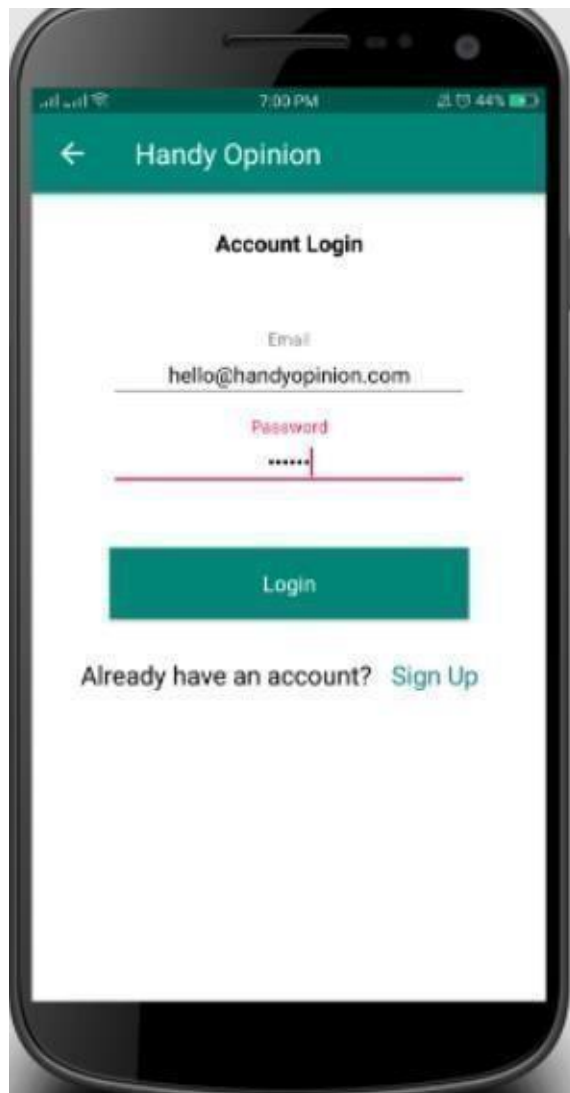 7:00 PM 44%
Handy Opinion
Account Login
Email
hello@handyopinion.com
Password
••••••
Login
Already have an account? Sign Up